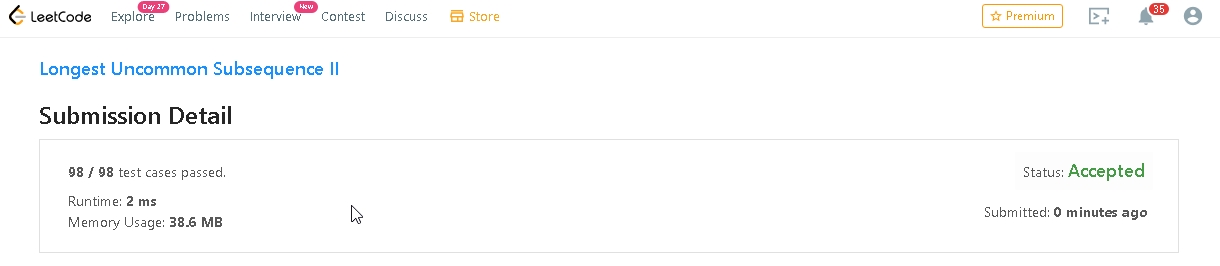 Day 27 New
LeetCode Explore Problems Interview Contest Discuss Store Premium 35
Longest Uncommon Subsequence II
Submission Detail
98 / 98 test cases passed.
Status: Accepted
Runtime: 2 ms
Submitted: 0 minutes ago
Memory Usage: 38.6 MB